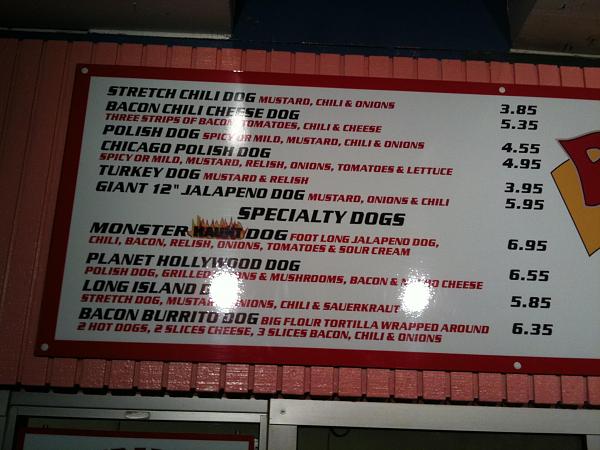 STRETCH CHILI DOG MUSTARD, CHILI & ONIONS 3.85
BACON CHILI CHEESE DOG 5.35
THREE STRIPS OF BACON, TOMATOES, CHILI & CHEESE
POLISH DOG SPICY OR MILD, MUSTARD, CHILI & ONIONS 4.55
CHICAGO POLISH DOG 4.95
SPICY OR MILD, MUSTARD, RELISH, ONIONS, TOMATOES & LETTUCE
TURKEY DOG MUSTARD & RELISH 3.95
GIANT 12" JALAPENO DOG MUSTARD, ONIONS & CHILI 5.95
SPECIALTY DOGS
MONSTER HAUNT DOG FOOT LONG JALAPENO DOG, 6.95
CHILI, BACON, RELISH, ONIONS, TOMATOES & SOUR CREAM
PLANET HOLLYWOOD DOG 6.55
POLISH DOG, GRILLED ONIONS & MUSHROOMS, BACON & NACHO CHEESE
LONG ISLAND 5.85
STRETCH DOG, MUSTARD, ONIONS, CHILI & SAUERKRAUT
BACON BURRITO DOG BIG FLOUR TORTILLA WRAPPED AROUND 6.35
2 HOT DOGS, 2 SLICES CHEESE, 3 SLICES BACON, CHILI & ONIONS